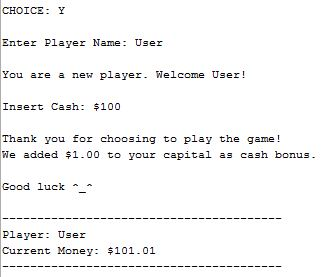 CHOICE: Y
Enter Player Name: User
You are a new player. Welcome User!
Insert Cash: $100
Thank you for choosing to play the game!
We added $1.00 to your capital as cash bonus.
Good luck ^_^
----------------------------------------
Player: User
Current Money: $101.01
----------------------------------------